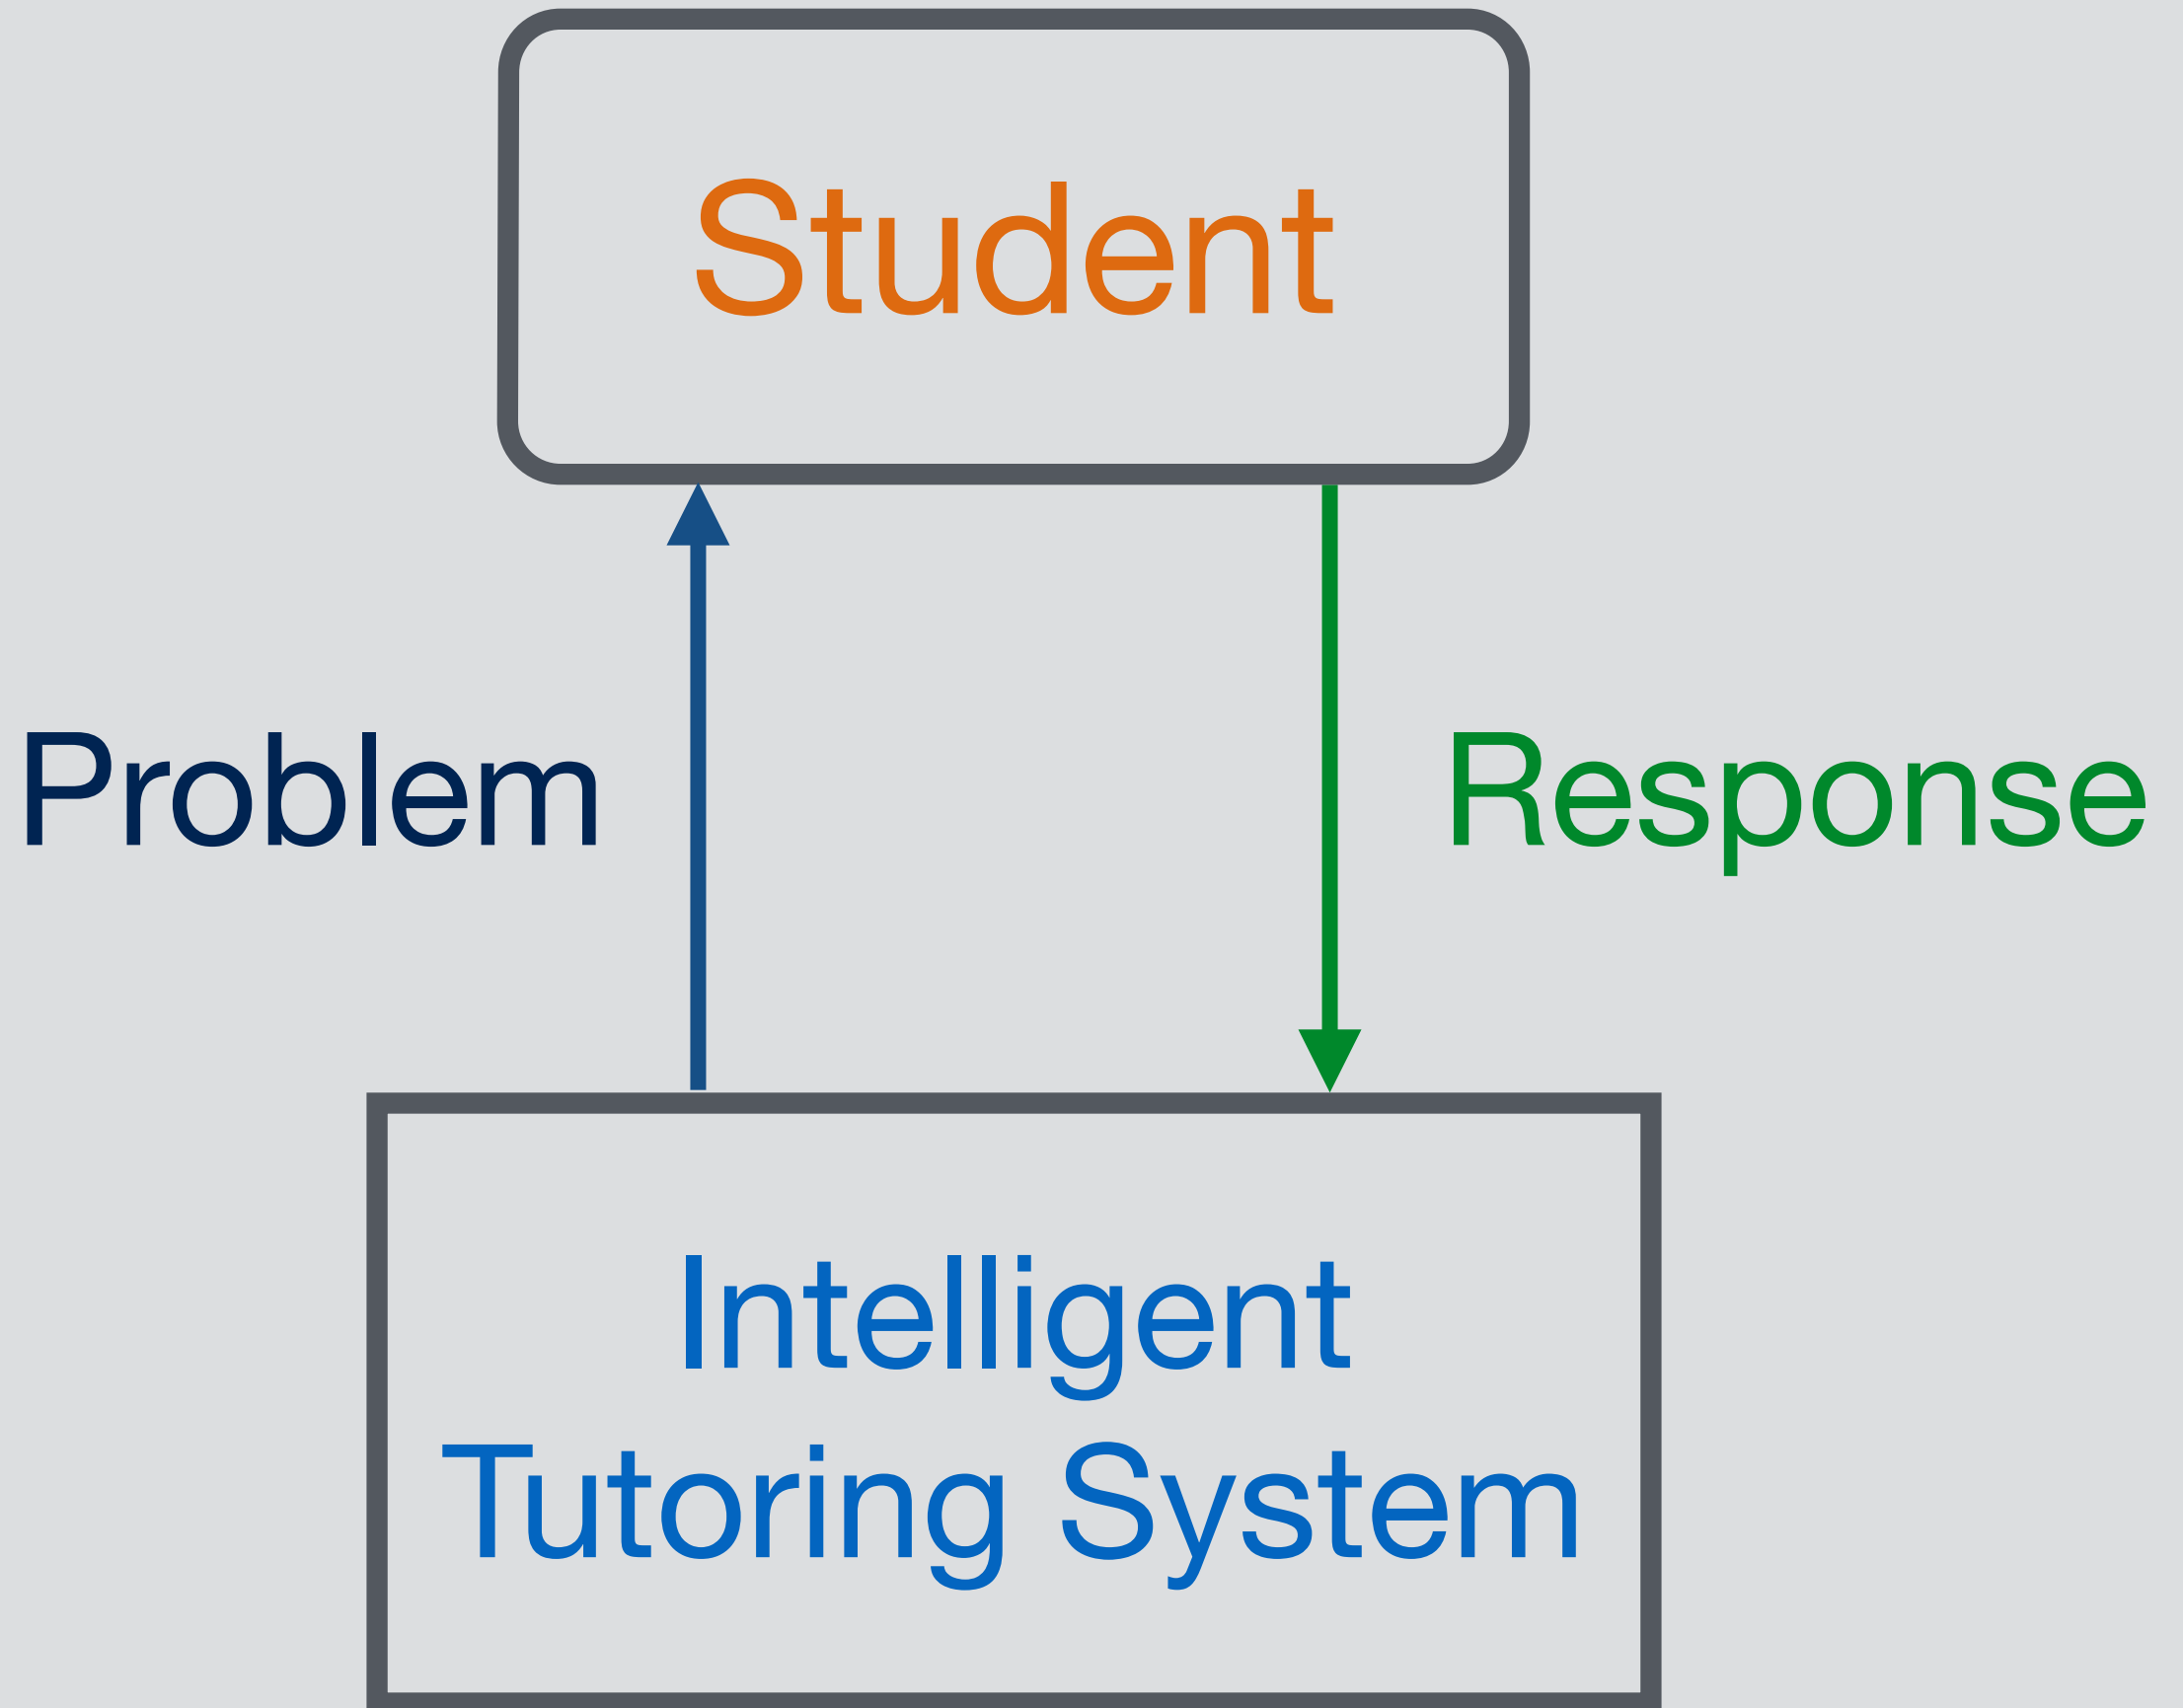 Student
Problem
Response
Intelligent
Tutoring System